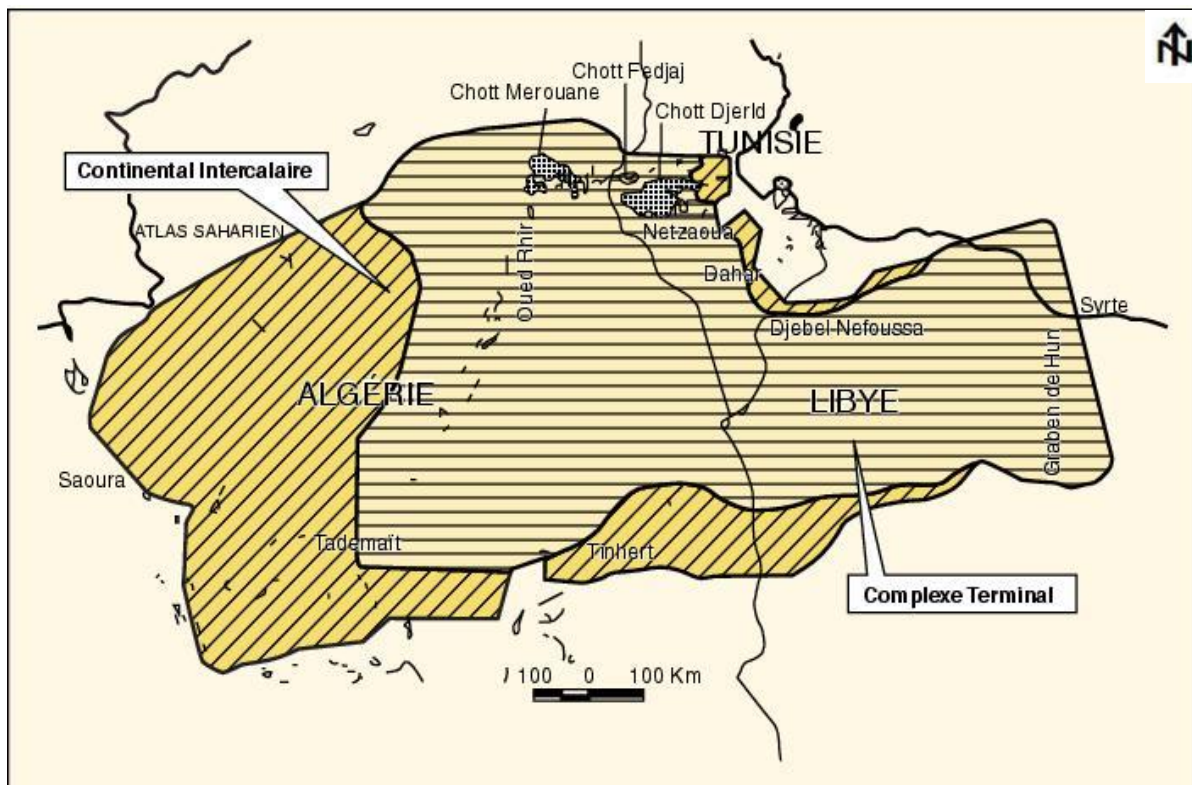 N
Chott Fedjaj
Chott Merouane
Chott Djerld
TUNISIE
Continental Intercalaire
ATLAS SAHARIEN
Oued Rhir
Netzaoua
Dahar
Djebel Nefoussa
Syrte
ALGÉRIE
LIBYE
Graben de Hun
Saoura
Tademaït
Tinhert
Complexe Terminal
100 0 100 Km